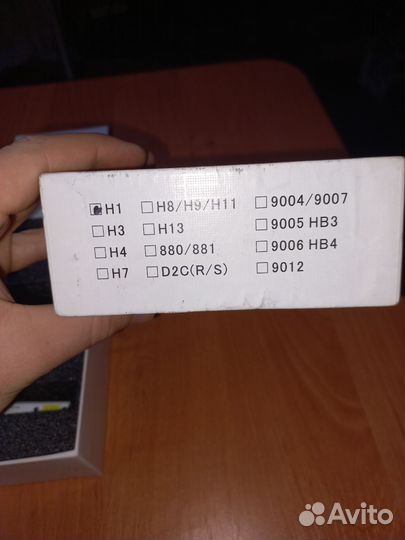 H1 H8/H9/H11 9004/9007
H3 H13 9005 HB3
H4 880/881 9006 HB4
H7 D2C(R/S) 9012
Avito